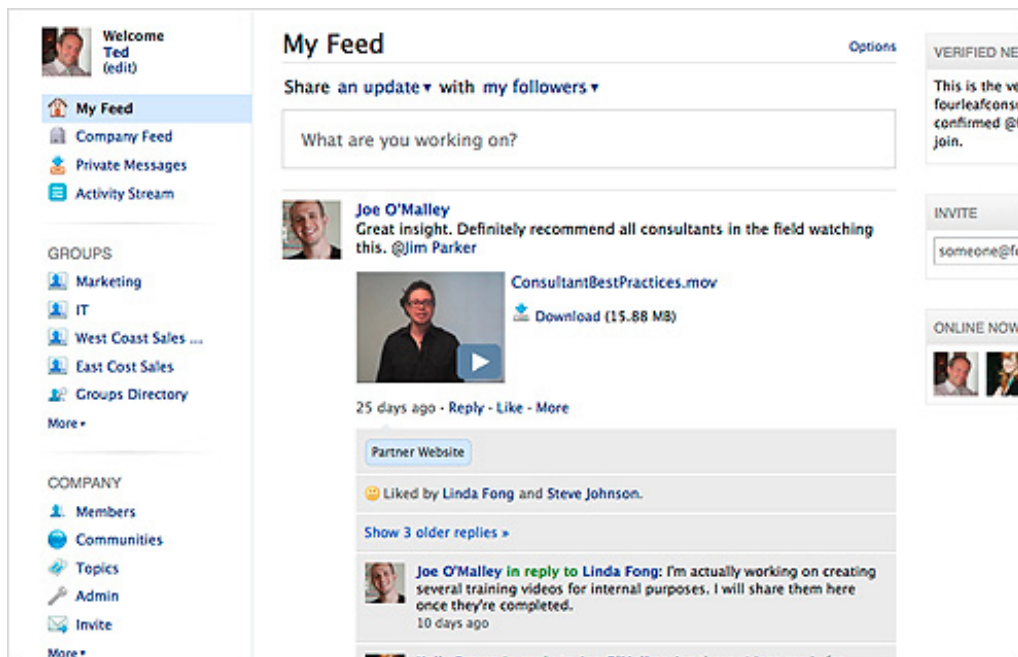 Welcome
Ted
(edit)
My Feed
Company Feed
Private Messages
Activity Stream
GROUPS
Marketing
IT
West Coast Sales ...
East Cost Sales
Groups Directory
More
COMPANY
Members
Communities
Topics
Admin
Invite
More
My Feed
Options
Share an update with my followers
What are you working on?
Joe O'Malley
Great insight. Definitely recommend all consultants in the field watching
this. @Jim Parker
ConsultantBestPractices.mov
Download (15.88 MB)
25 days ago · Reply · Like · More
Partner Website
Liked by Linda Fong and Steve Johnson.
Show 3 older replies »
Joe O'Malley in reply to Linda Fong: I'm actually working on creating
several training videos for internal purposes. I will share them here
once they're completed.
10 days ago
VERIFIED NE
This is the ve
fourleafcons
confirmed @
join.
INVITE
someone@f
ONLINE NOW